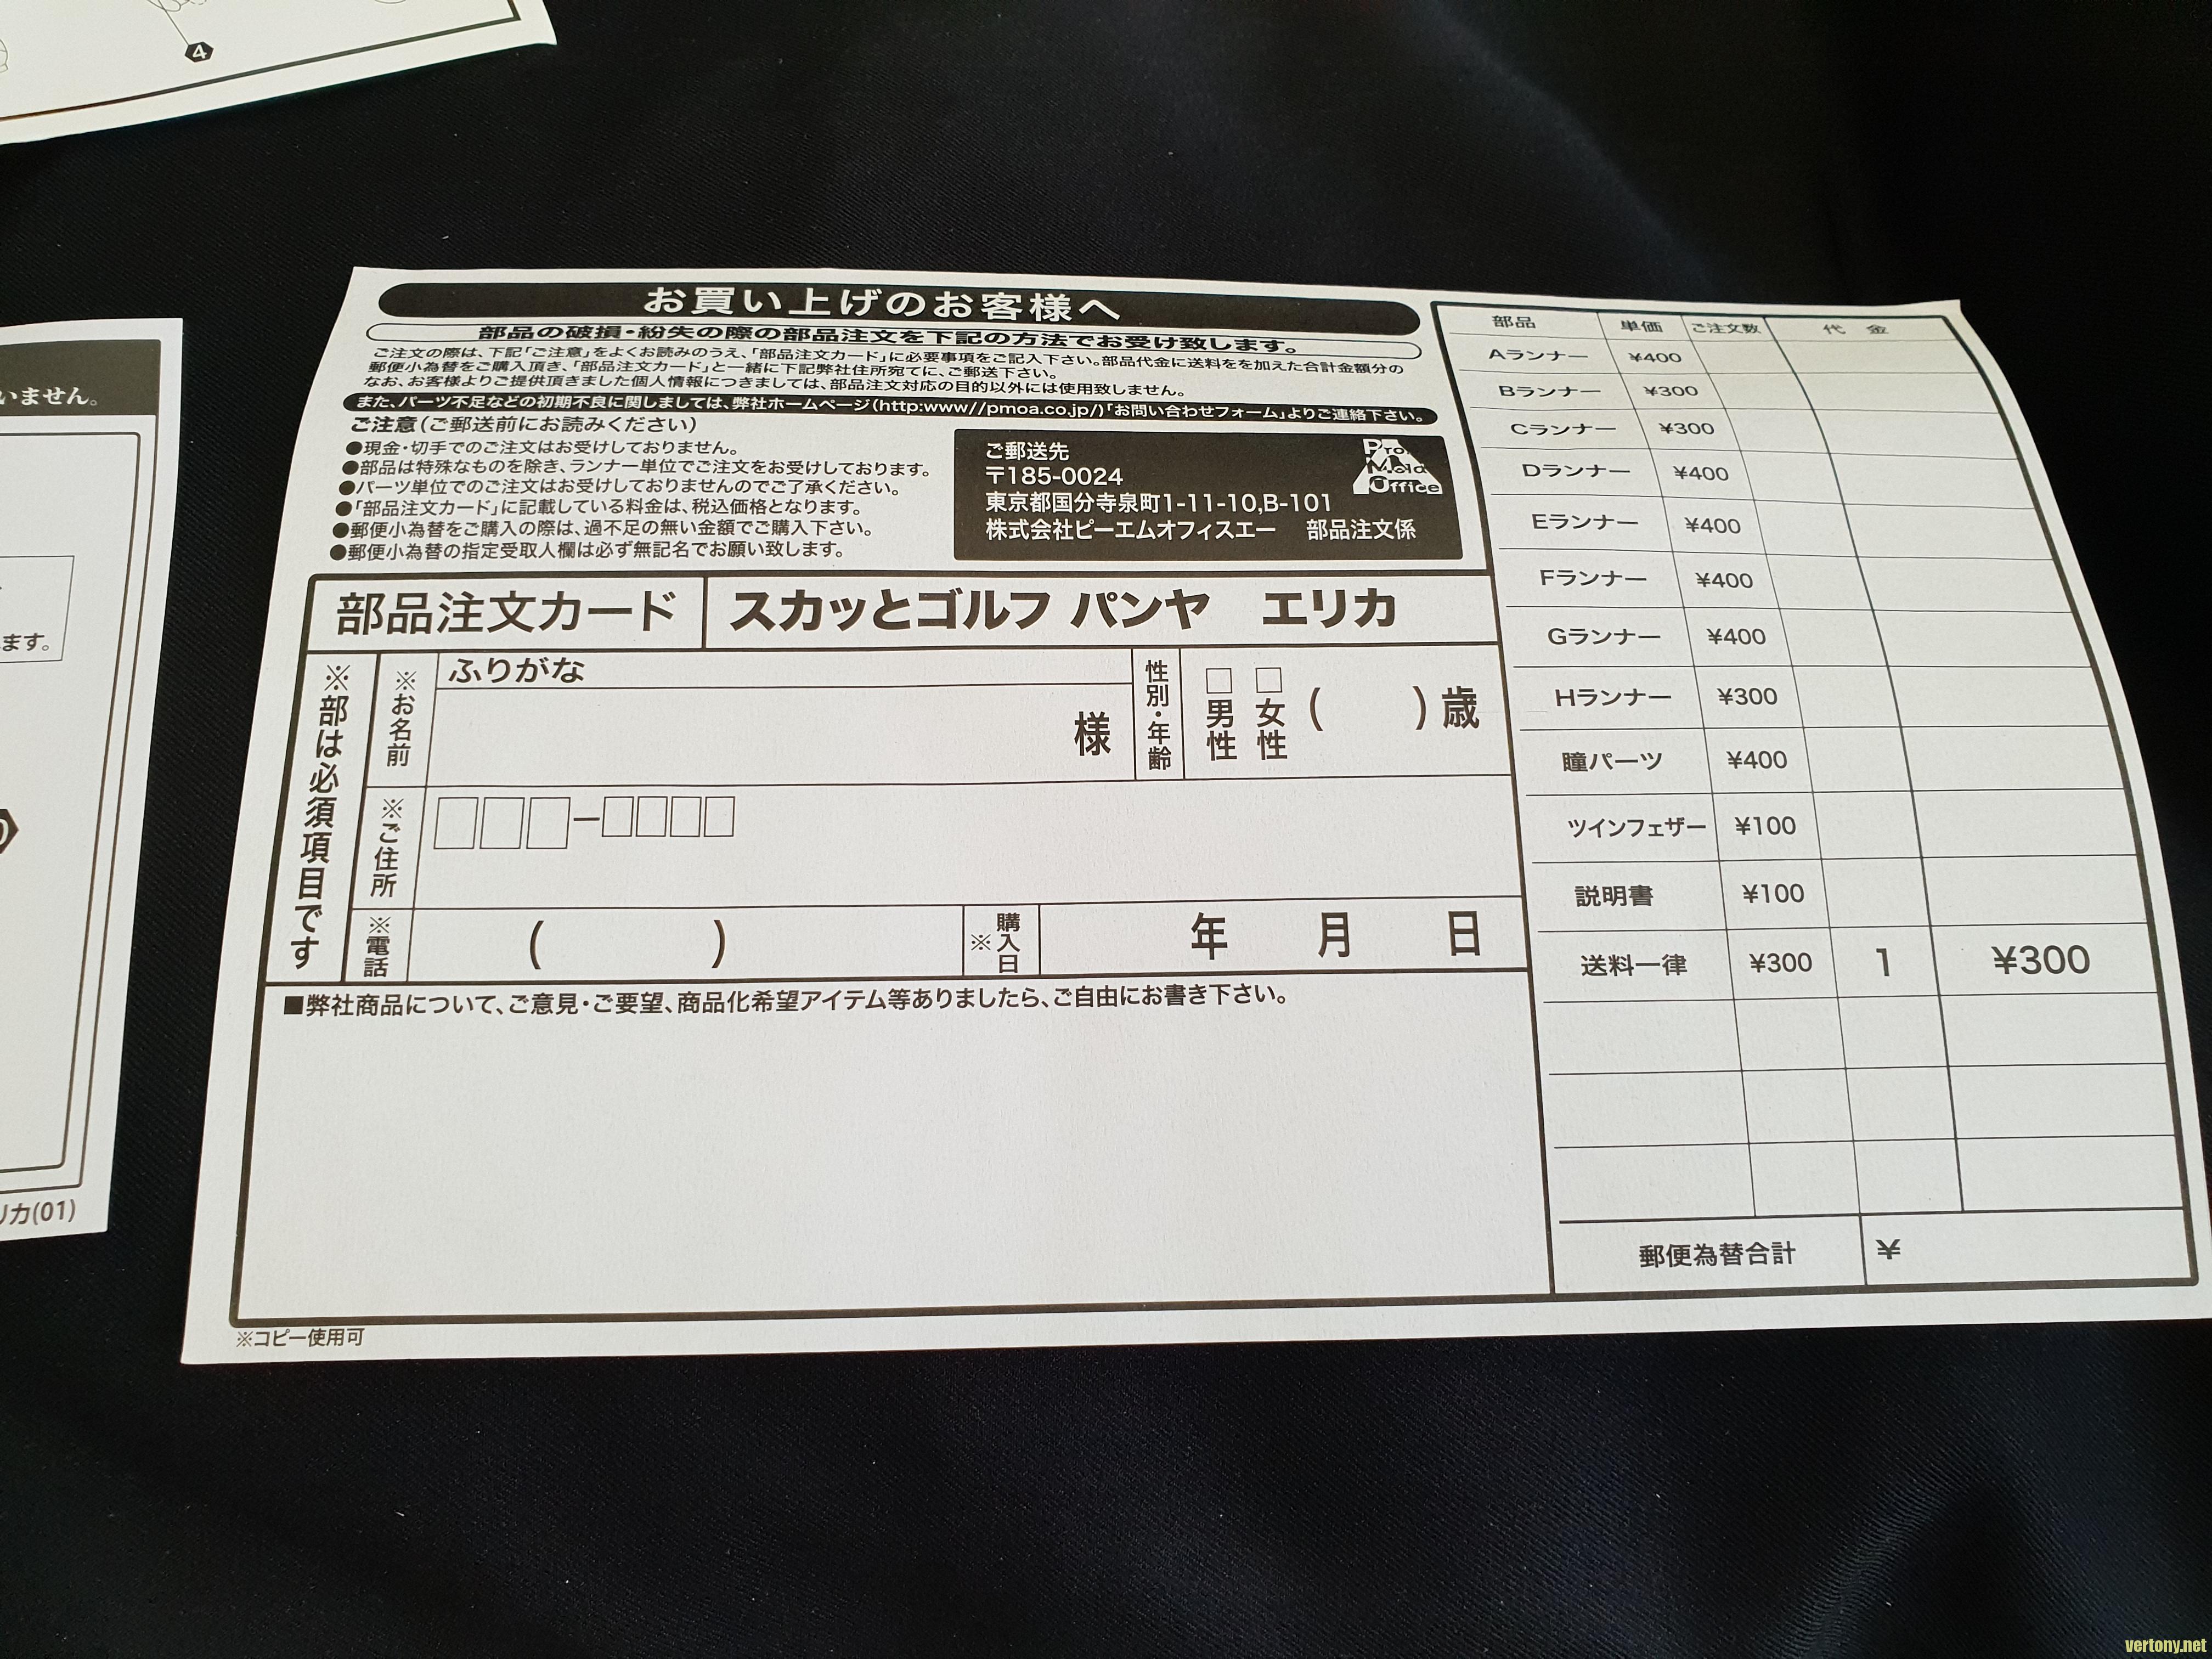 4
いません。
ます。
リカ(01)
お買い上げのお客様へ
部品の破損・紛失の際の部品注文を下記の方法でお受け致します。
ご注文の際は、下記「ご注意」をよくお読みのうえ、「部品注文カード」に必要事項をご記入下さい。部品代金に送料をを加えた合計金額分の
郵便小為替をご購入頂き、「部品注文カード」と一緒に下記弊社住所宛てに、ご郵送下さい。
なお、お客様よりご提供頂きました個人情報につきましては、部品注文対応の目的以外には使用致しません。
また、パーツ不足などの初期不良に関しましては、弊社ホームページ(http:www//pmoa.co.jp/)「お問い合わせフォーム」よりご連絡下さい。
ご注意(ご郵送前にお読みください)
●現金・切手でのご注文はお受けしておりません。
●部品は特殊なものを除き、ランナー単位でご注文をお受けしております。
●パーツ単位でのご注文はお受けしておりませんのでご了承ください。
●「部品注文カード」に記載している料金は、税込価格となります。
●郵便小為替をご購入の際は、過不足の無い金額でご購入下さい。
●郵便小為替の指定受取人欄は必ず無記名でお願い致します。
ご郵送先
〒185-0024
東京都国分寺泉町1-11-10,B-101
株式会社ピーエムオフィスエー 部品注文係
Pro
Mold
Office
部品注文カード スカッとゴルフ パンヤ エリカ
※部は必須項目です
※お名前
ふりがな
様
性別・年齢
□男性 □女性 ( )歳
※ご住所
□□□-□□□□
※電話
( )
※購入日
年 月 日
■弊社商品について、ご意見・ご要望、商品化希望アイテム等ありましたら、ご自由にお書き下さい。
※コピー使用可
部品 単価 ご注文数 代 金
Aランナー ¥400
Bランナー ¥300
Cランナー ¥300
Dランナー ¥400
Eランナー ¥400
Fランナー ¥400
Gランナー ¥400
Hランナー ¥300
瞳パーツ ¥400
ツインフェザー ¥100
説明書 ¥100
送料一律 ¥300 1 ¥300
郵便為替合計 ¥
vertony.net